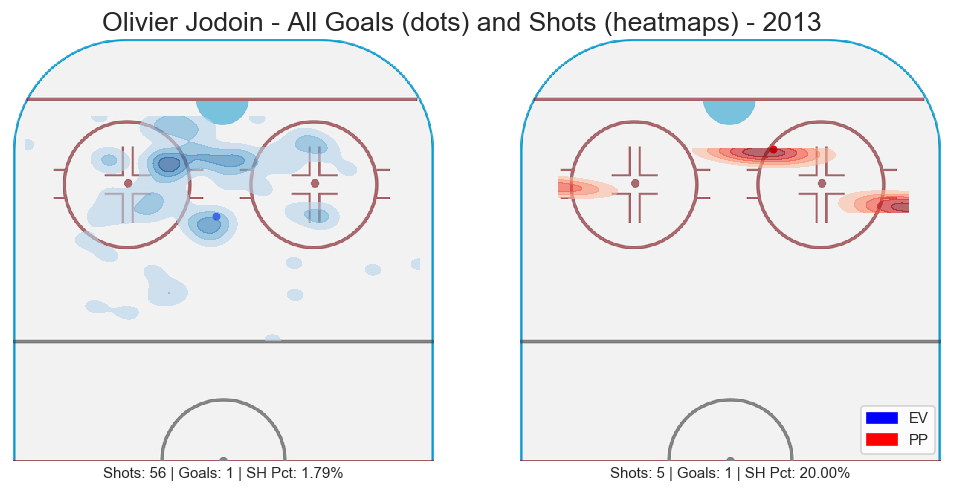 Olivier Jodoin - All Goals (dots) and Shots (heatmaps) - 2013
EV
PP
Shots: 56 | Goals: 1 | SH Pct: 1.79%
Shots: 5 | Goals: 1 | SH Pct: 20.00%